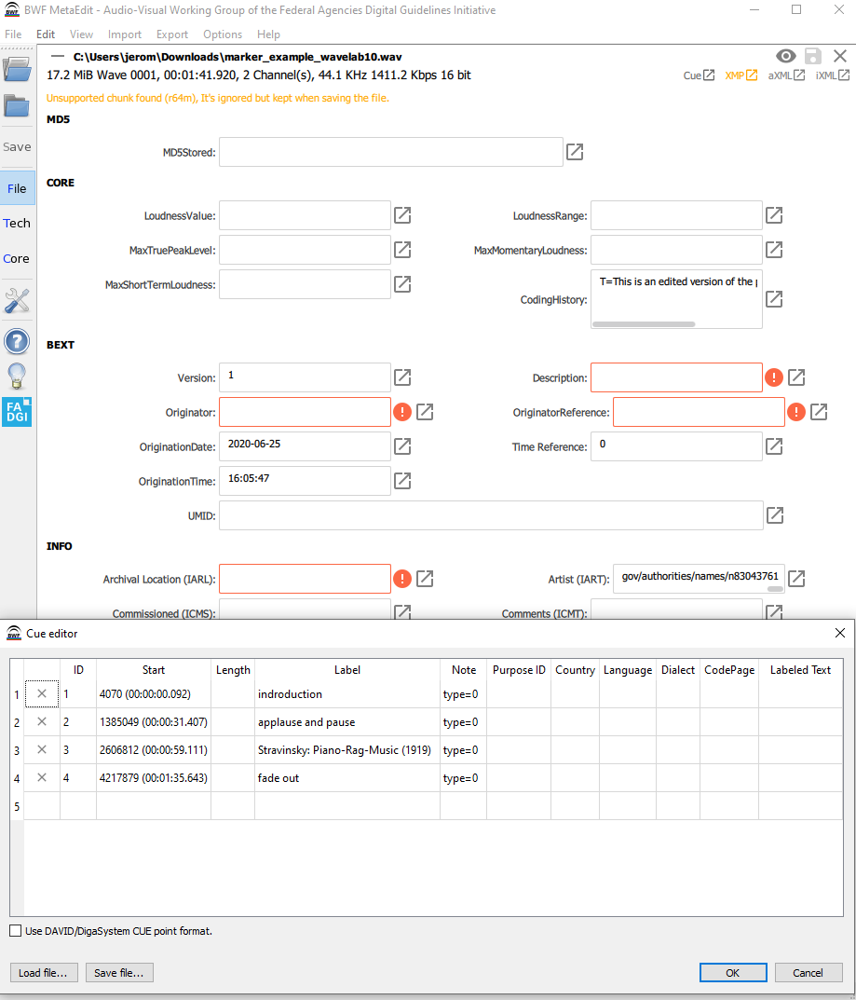 BWF MetaEdit - Audio-Visual Working Group of the Federal Agencies Digital Guidelines Initiative
File Edit View Import Export Options Help
C:\Users\jerom\Downloads\marker_example_wavelab10.wav
17.2 MiB Wave 0001, 00:01:41.920, 2 Channel(s), 44.1 KHz 1411.2 Kbps 16 bit
Cue XMP aXML iXML
Unsupported chunk found (r64m), It's ignored but kept when saving the file.
Save
File
Tech
Core
FA
DGI
MD5
MD5Stored:
CORE
LoudnessValue: LoudnessRange:
MaxTruePeakLevel: MaxMomentaryLoudness:
MaxShortTermLoudness: CodingHistory: T=This is an edited version of the
BEXT
Version: 1 Description:
Originator: OriginatorReference:
OriginationDate: 2020-06-25 Time Reference: 0
OriginationTime: 16:05:47
UMID:
INFO
Archival Location (IARL): Artist (IART): gov/authorities/names/n83043761
Commissioned (ICMS): Comments (ICMT):
BWF Cue editor
ID Start Length Label Note Purpose ID Country Language Dialect CodePage Labeled Text
1 1 4070 (00:00:00.092) indroduction type=0
2 2 1385049 (00:00:31.407) applause and pause type=0
3 3 2606812 (00:00:59.111) Stravinsky: Piano-Rag-Music (1919) type=0
4 4 4217879 (00:01:35.643) fade out type=0
5
Use DAVID/DigaSystem CUE point format.
Load file... Save file... OK Cancel